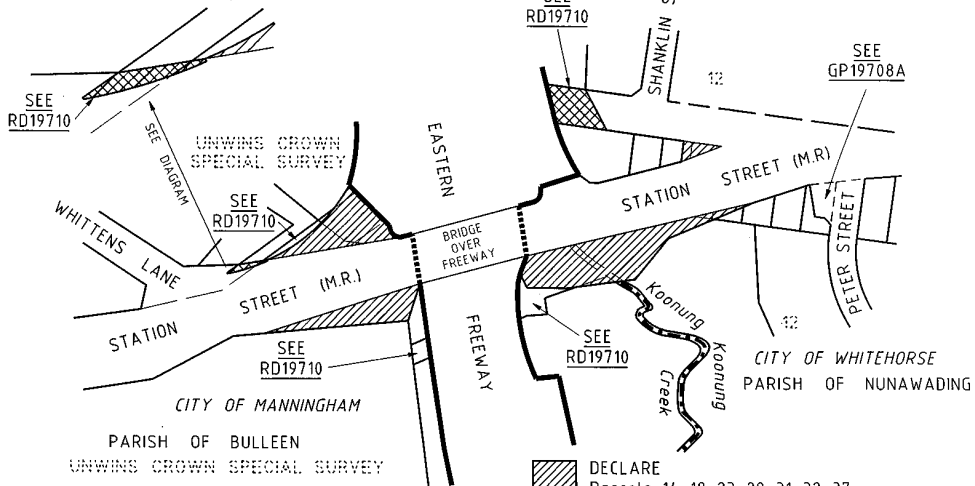 SEE
RD19710
SHANKLIN S
12
SEE
GP19708A
SEE
RD19710
SEE DIAGRAM
UNWINS CROWN
SPECIAL SURVEY
EASTERN
STATION STREET (M.R)
SEE
RD19710
WHITTENS LANE
BRIDGE
OVER
FREEWAY
PETER STREET
STATION STREET (M.R.)
Koonung
Koonung
Creek
42
FREEWAY
SEE
RD19710
SEE
RD19710
CITY OF WHITEHORSE
PARISH OF NUNAWADING
CITY OF MANNINGHAM
PARISH OF BULLEEN
UNWINS CROWN SPECIAL SURVEY
DECLARE